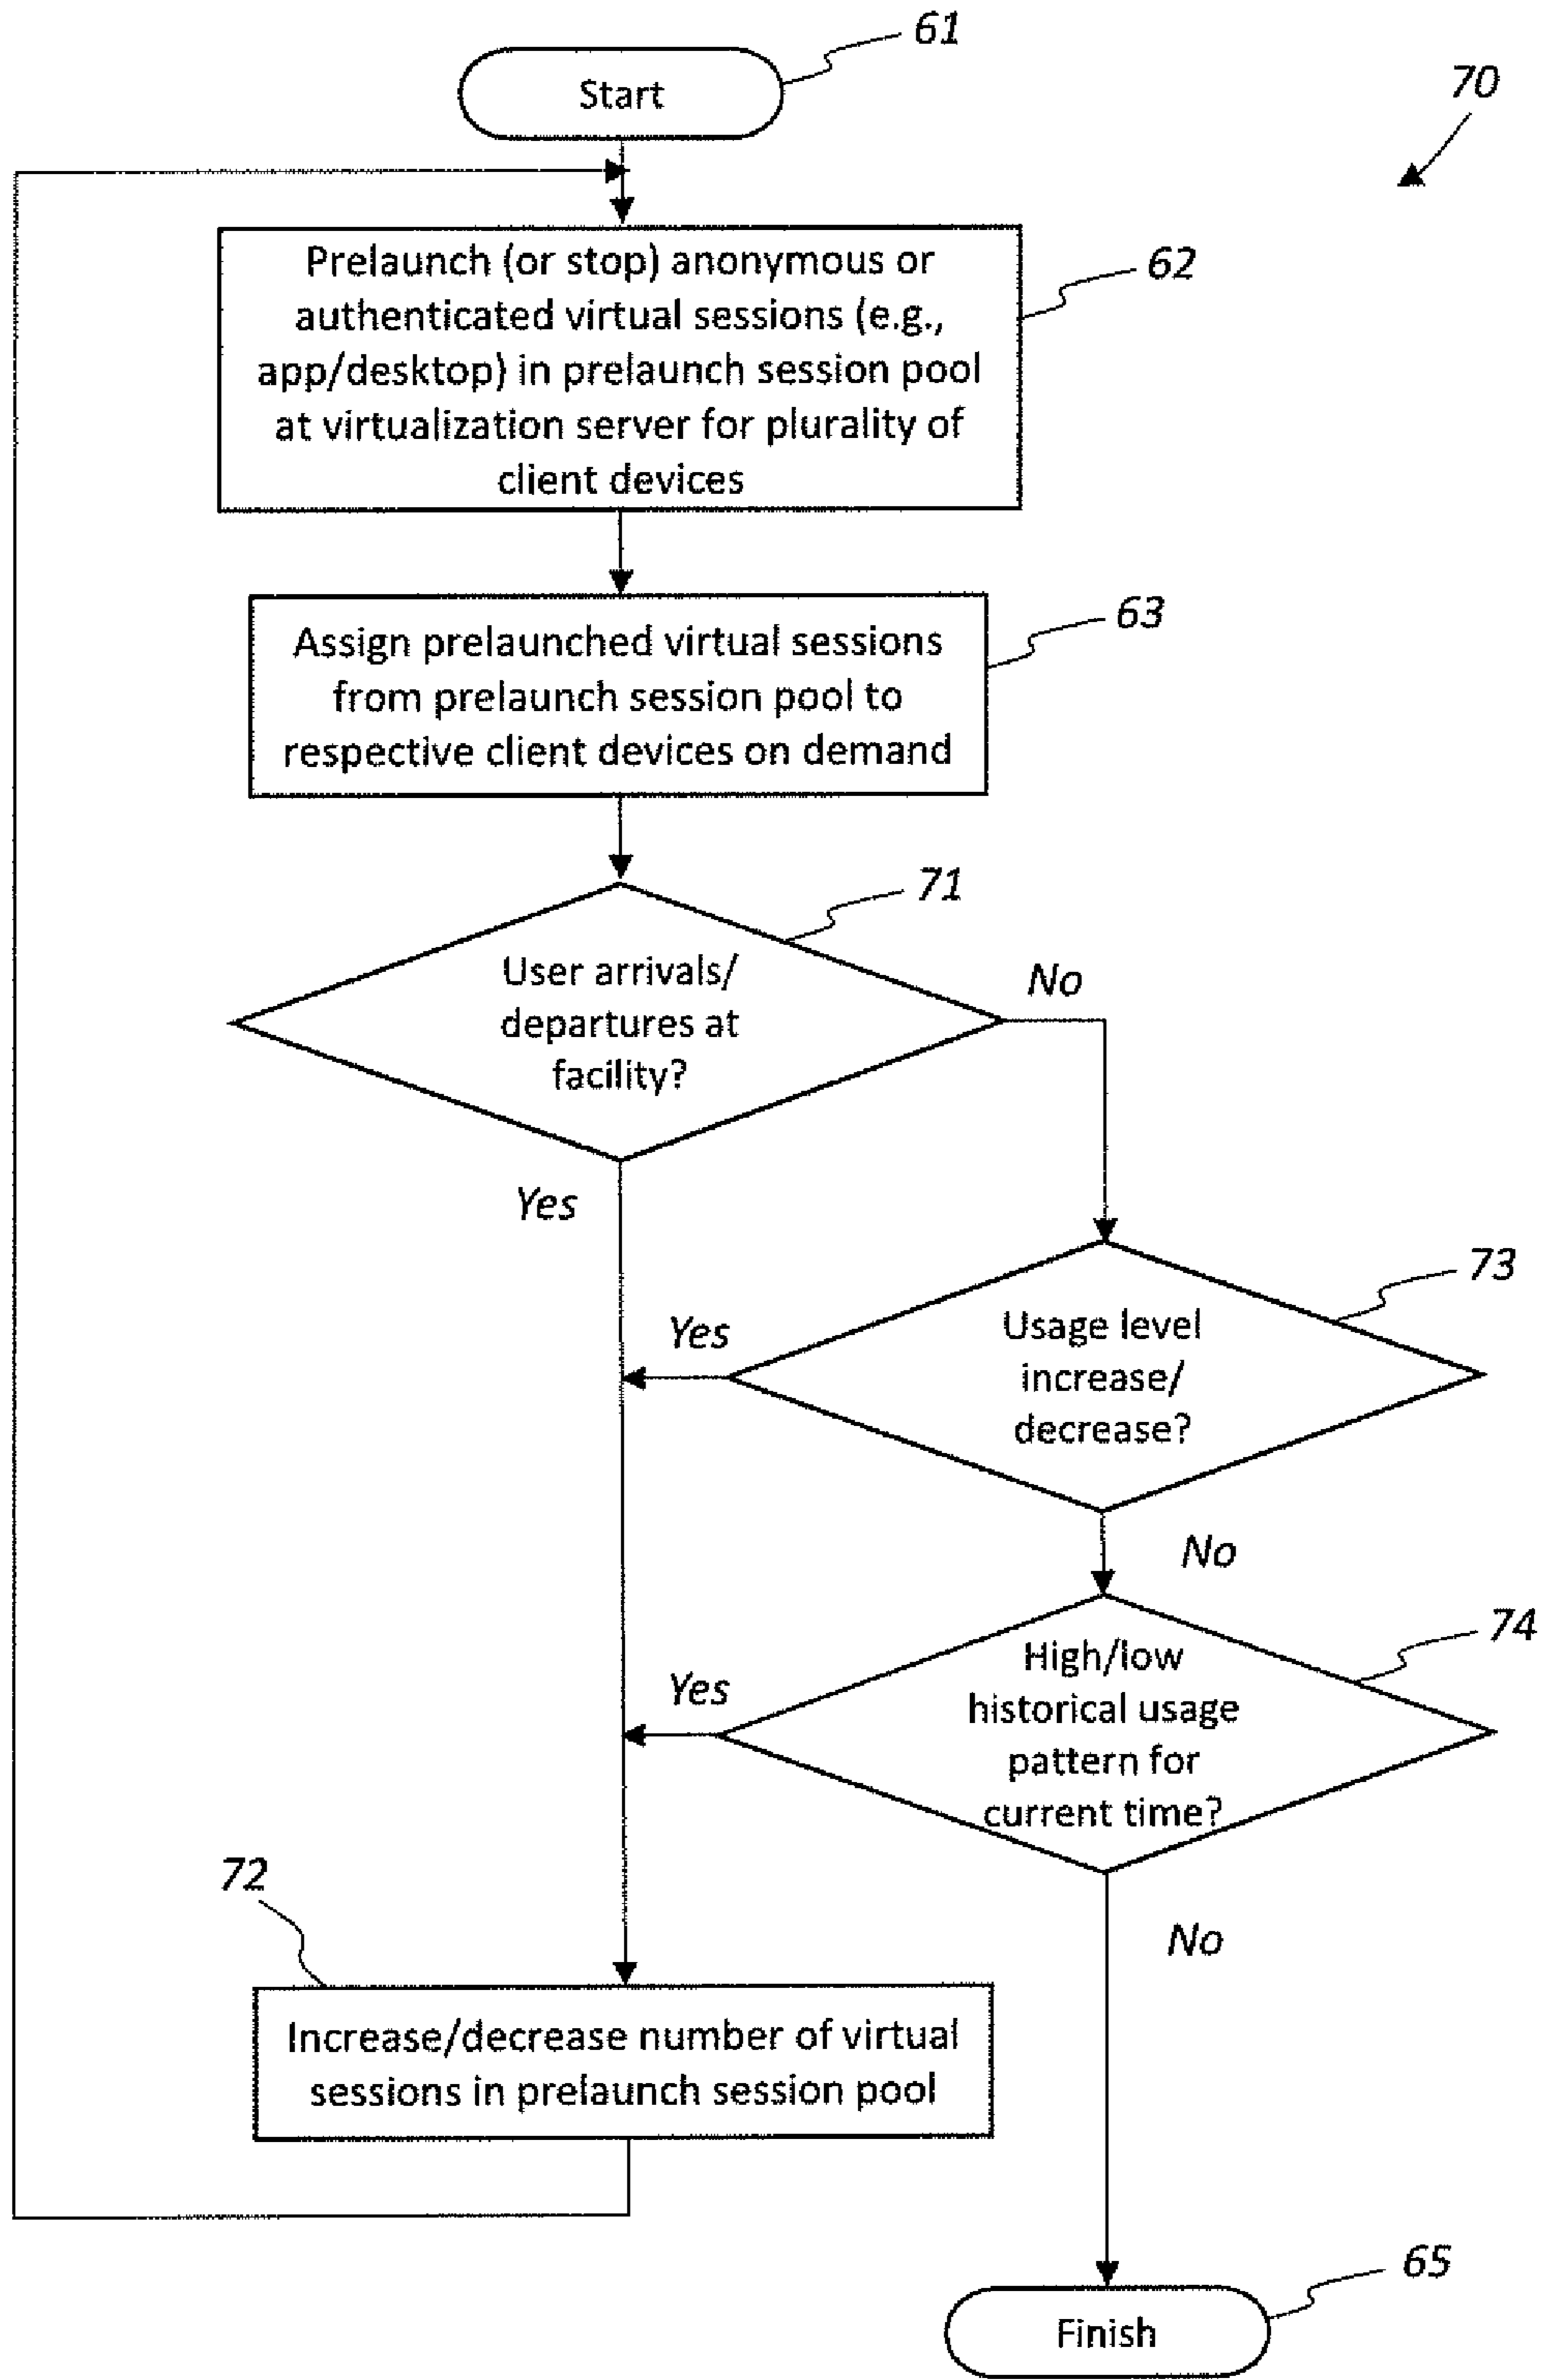 61
Start
70
Prelaunch (or stop) anonymous or
authenticated virtual sessions (e.g.,
app/desktop) in prelaunch session pool
at virtualization server for plurality of
client devices
62
Assign prelaunched virtual sessions
from prelaunch session pool to
respective client devices on demand
63
71
User arrivals/
departures at
facility?
No
Yes
73
Usage level
increase/
decrease?
Yes
No
74
High/low
historical usage
pattern for
current time?
Yes
No
72
Increase/decrease number of virtual
sessions in prelaunch session pool
65
Finish